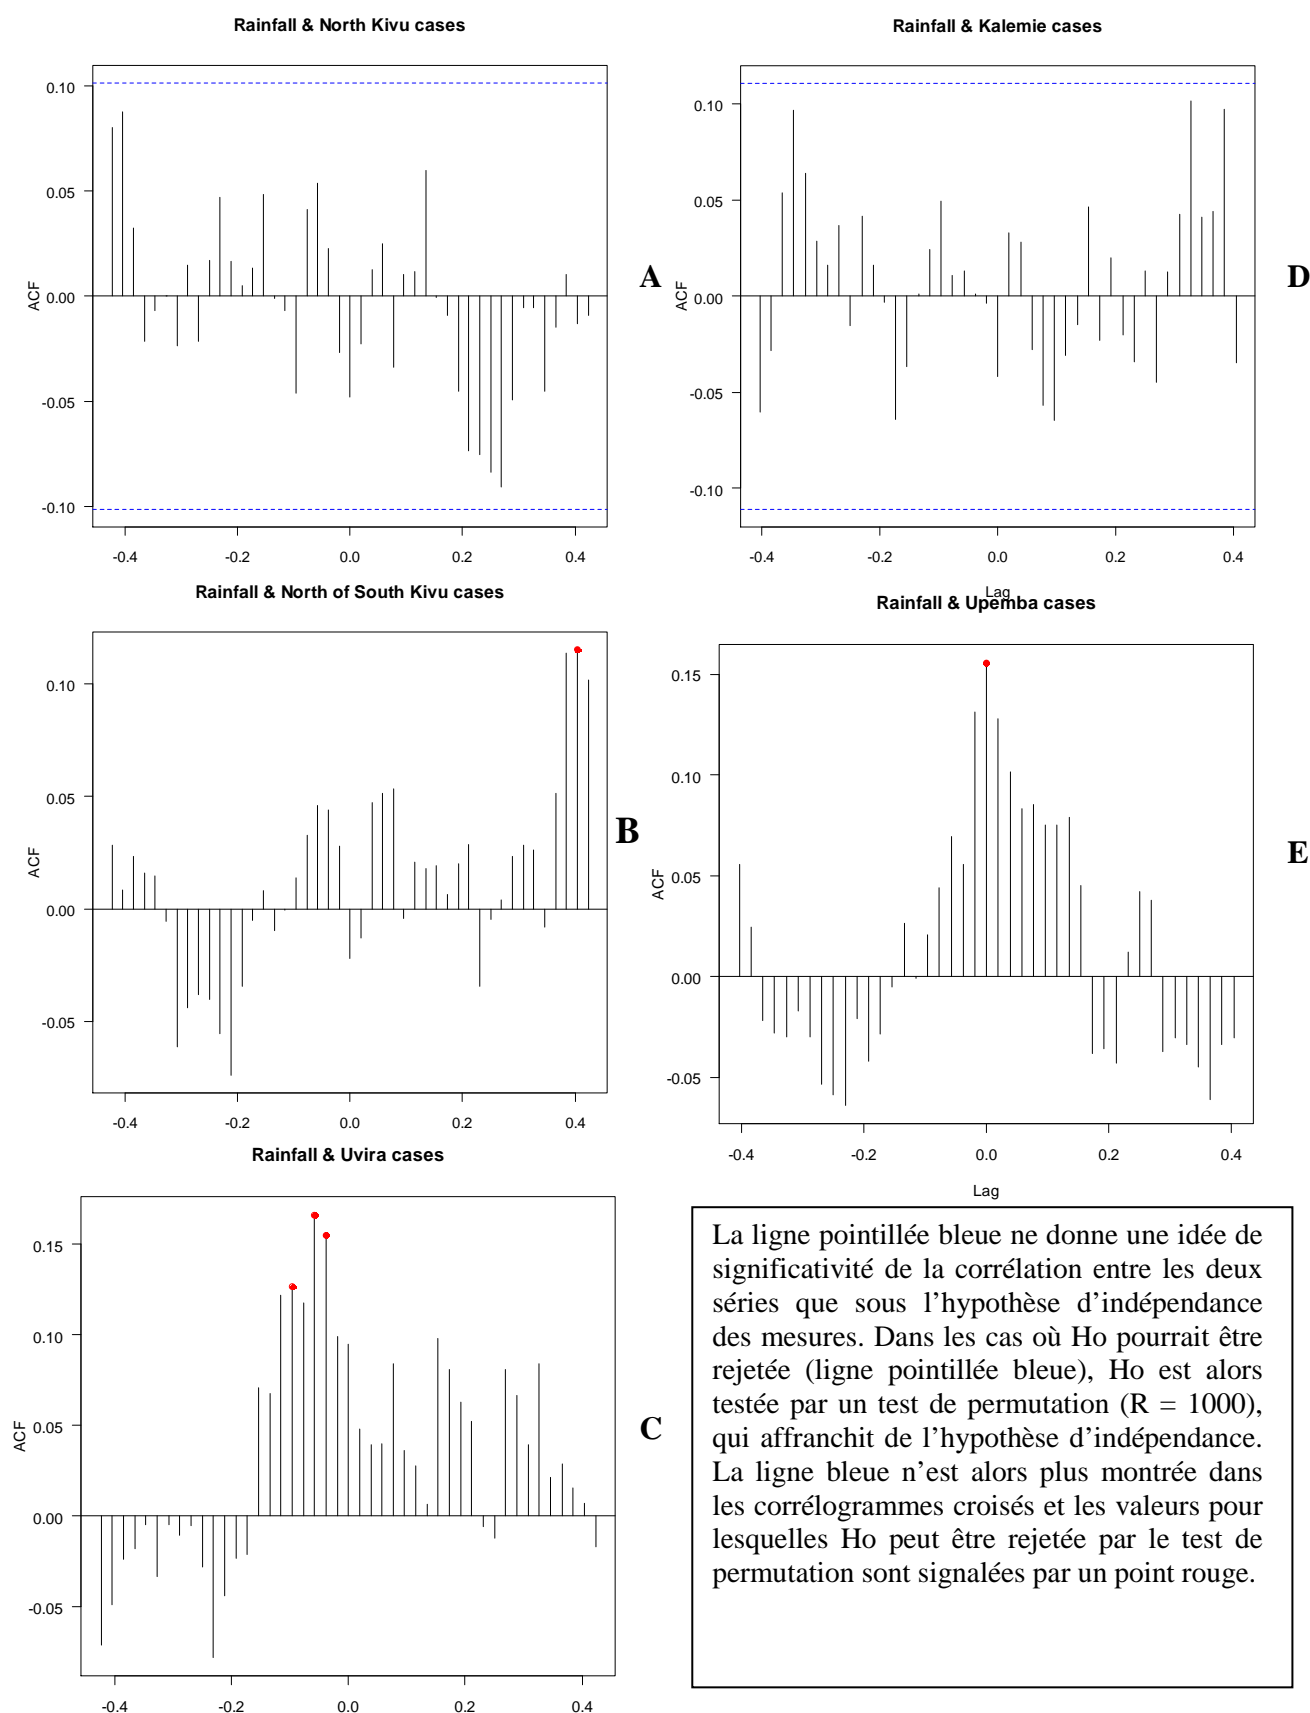 Rainfall & North Kivu cases
ACF
0.10
0.05
0.00
-0.05
-0.10
-0.4 -0.2 0.0 0.2 0.4
A
Rainfall & Kalemie cases
ACF
0.10
0.05
0.00
-0.05
-0.10
-0.4 -0.2 0.0 0.2 0.4
Lag
D
Rainfall & North of South Kivu cases
ACF
0.10
0.05
0.00
-0.05
-0.4 -0.2 0.0 0.2 0.4
B
Rainfall & Upemba cases
ACF
0.15
0.10
0.05
0.00
-0.05
-0.4 -0.2 0.0 0.2 0.4
Lag
E
Rainfall & Uvira cases
ACF
0.15
0.10
0.05
0.00
-0.05
-0.4 -0.2 0.0 0.2 0.4
C
La ligne pointillée bleue ne donne une idée de
significativité de la corrélation entre les deux
séries que sous l’hypothèse d’indépendance
des mesures. Dans les cas où Ho pourrait être
rejetée (ligne pointillée bleue), Ho est alors
testée par un test de permutation (R = 1000),
qui affranchit de l’hypothèse d’indépendance.
La ligne bleue n’est alors plus montrée dans
les corrélogrammes croisés et les valeurs pour
lesquelles Ho peut être rejetée par le test de
permutation sont signalées par un point rouge.